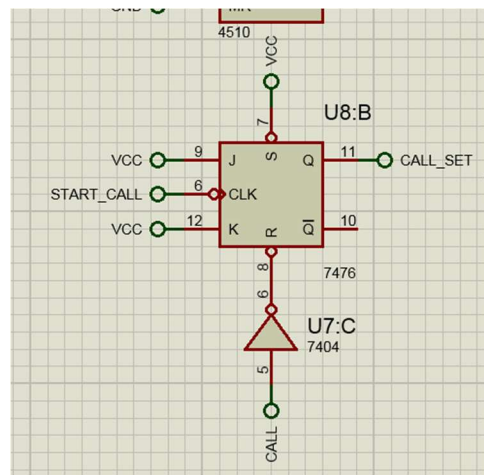 4510
VCC
U8:B
7
VCC 9 J S Q 11 CALL_SET
START_CALL 6 CLK
VCC 12 K R Q 10
8
7476
6
U7:C
7404
5
CALL